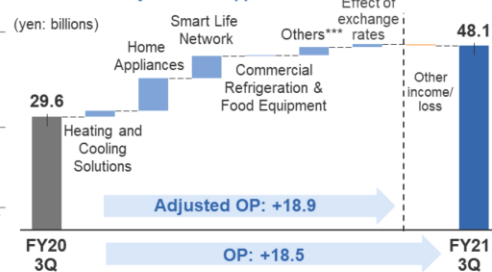 Effect of
exchange
rates
(yen: billions)
Smart Life
Network
Others***
48.1
Home
Appliances
Commercial
Refrigeration &
Food Equipment
Other
income/
loss
29.6
Heating and
Cooling
Solutions
Adjusted OP: +18.9
OP: +18.5
FY20
3Q
FY21
3Q